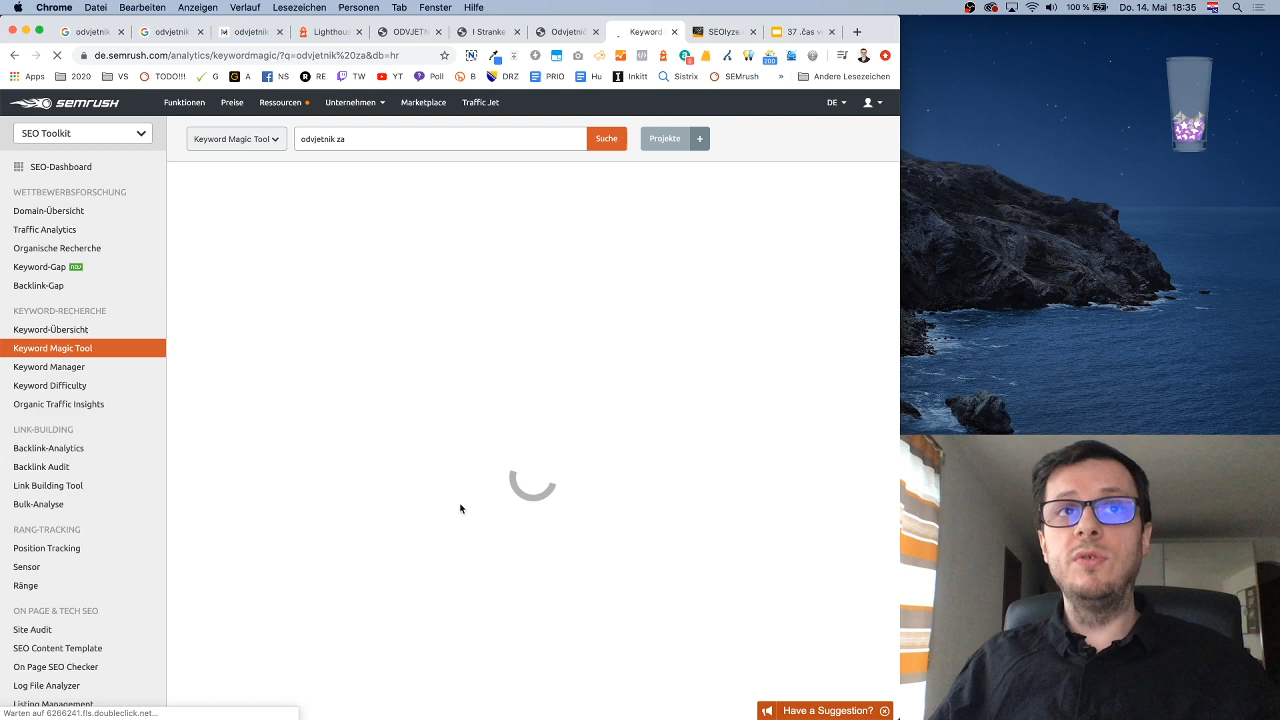 Chrome Datei Bearbeiten Anzeigen Verlauf Lesezeichen Personen Tab Fenster Hilfe 100 % Do. 14. Mai 18:35
odvjetnik odvjetnik odvjetnik Lighthous ODVJETN I Stranke Odvjetnič Keyword SEOlyze 37 .čas v
de.semrush.com/analytics/keywordmagic/?q=odvjetnik%20za&db=hr
Apps 2020 VS TODO!!! G A NSJ RE TW YT Poll B DRZ PRIO Hu Inkitt Sistrix SEMrush » Andere Lesezeichen
SEMRUSH Funktionen Preise Ressourcen Unternehmen Marketplace Traffic Jet DE
SEO Toolkit
Keyword Magic Tool odvjetnik za Suche Projekte +
SEO-Dashboard
WETTBEWERBSFORSCHUNG
Domain-Übersicht
Traffic Analytics
Organische Recherche
Keyword-Gap neu
Backlink-Gap
KEYWORD-RECHERCHE
Keyword-Übersicht
Keyword Magic Tool
Keyword Manager
Keyword Difficulty
Organic Traffic Insights
LINK-BUILDING
Backlink-Analytics
Backlink Audit
Link Building Tool
Bulk-Analyse
RANG-TRACKING
Position Tracking
Sensor
Ränge
ON PAGE & TECH SEO
Site Audit
SEO Content Template
On Page SEO Checker
Log File Analyzer
Listing Management
Warten auf 6266241.fls.doubleclick.net...
Have a Suggestion?